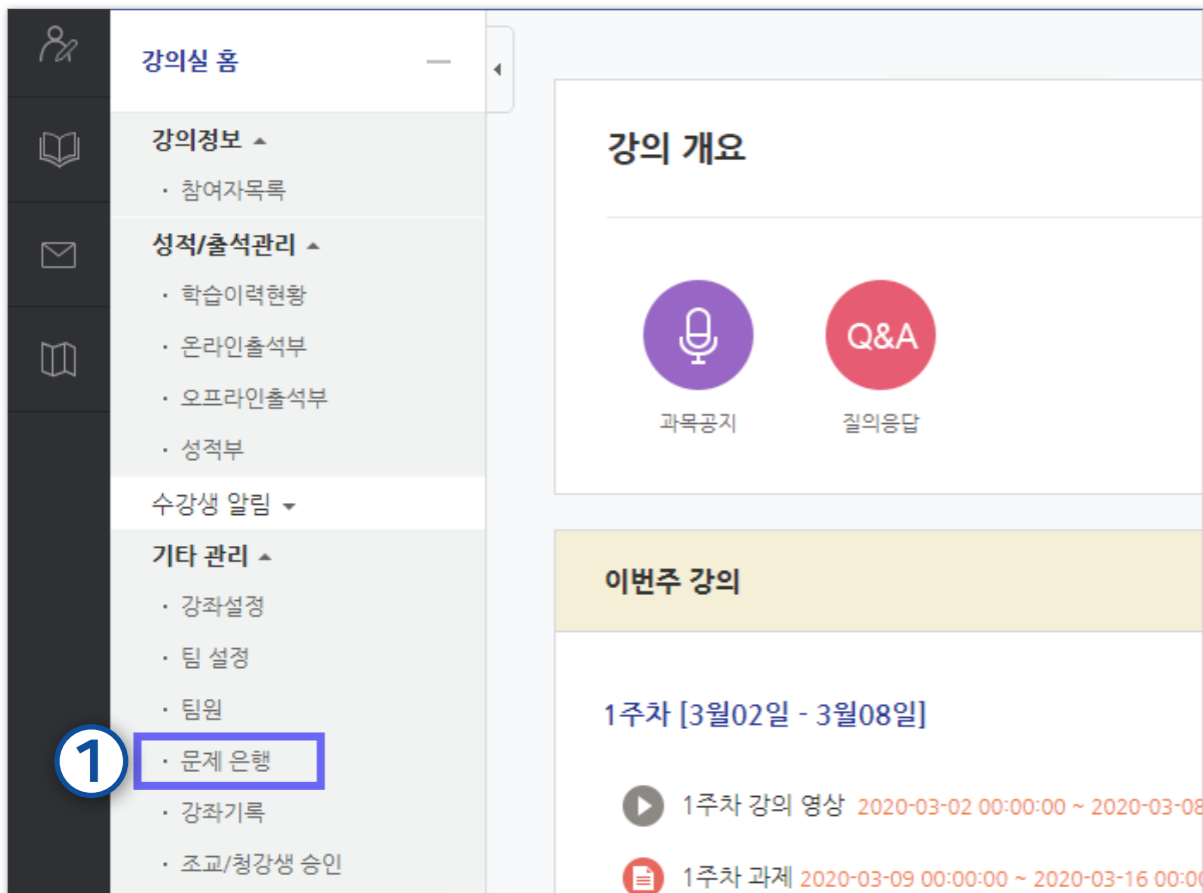 강의실 홈
강의정보
· 참여자목록
성적/출석관리
· 학습이력현황
· 온라인출석부
· 오프라인출석부
· 성적부
수강생 알림
기타 관리
· 강좌설정
· 팀 설정
· 팀원
1
· 문제 은행
· 강좌기록
· 조교/청강생 승인
강의 개요
Q&A
과목공지
질의응답
이번주 강의
1주차 [3월02일 - 3월08일]
1주차 강의 영상 2020-03-02 00:00:00 ~ 2020-03-08
1주차 과제 2020-03-09 00:00:00 ~ 2020-03-16 00:0